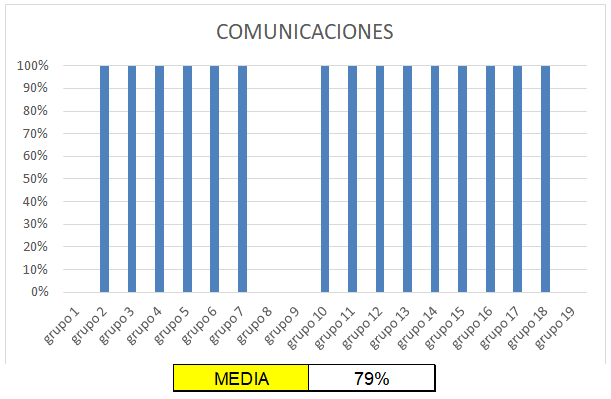 COMUNICACIONES
100%
90%
80%
70%
60%
50%
40%
30%
20%
10%
0%
grupo 1
grupo 2
grupo 3
grupo 4
grupo 5
grupo 6
grupo 7
grupo 8
grupo 9
grupo 10
grupo 11
grupo 12
grupo 13
grupo 14
grupo 15
grupo 16
grupo 17
grupo 18
grupo 19
MEDIA 79%